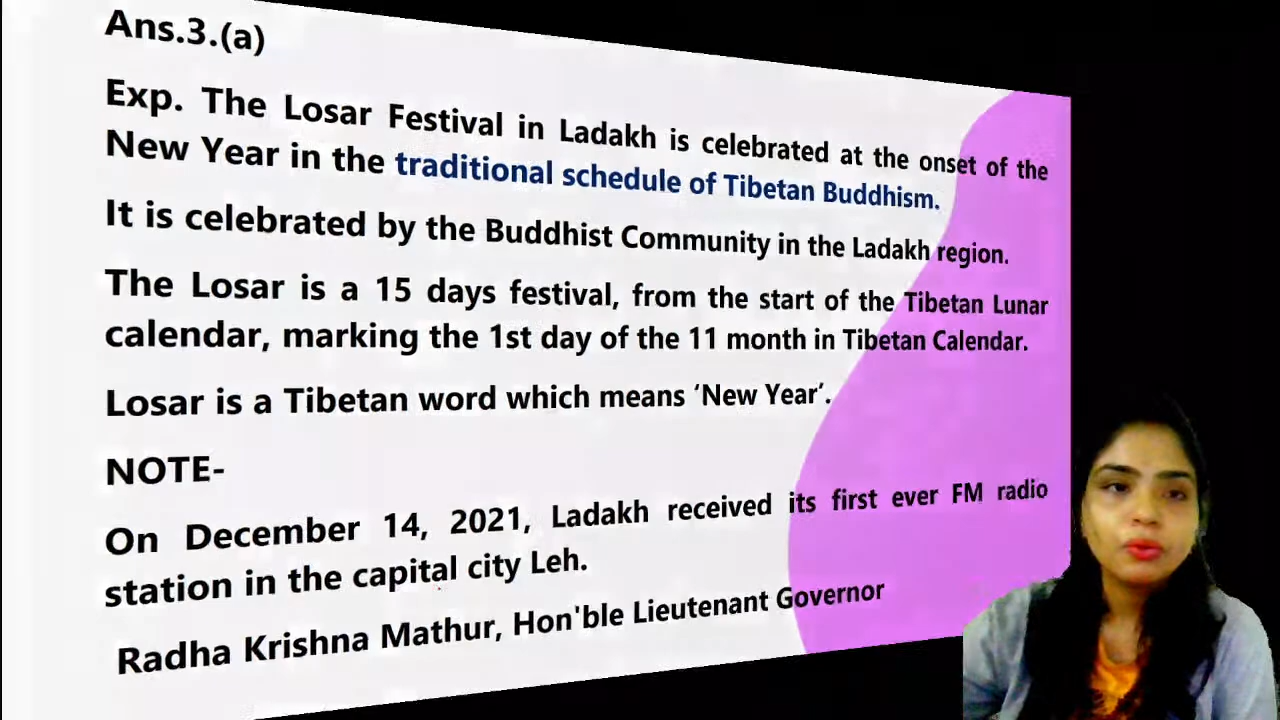 Ans.3.(a)
Exp. The Losar Festival in Ladakh is celebrated at the onset of the
New Year in the traditional schedule of Tibetan Buddhism.
It is celebrated by the Buddhist Community in the Ladakh region.
The Losar is a 15 days festival, from the start of the Tibetan Lunar
calendar, marking the 1st day of the 11 month in Tibetan Calendar.
Losar is a Tibetan word which means ‘New Year’.
NOTE-
On December 14, 2021, Ladakh received its first ever FM radio
station in the capital city Leh.
Radha Krishna Mathur, Hon'ble Lieutenant Governor